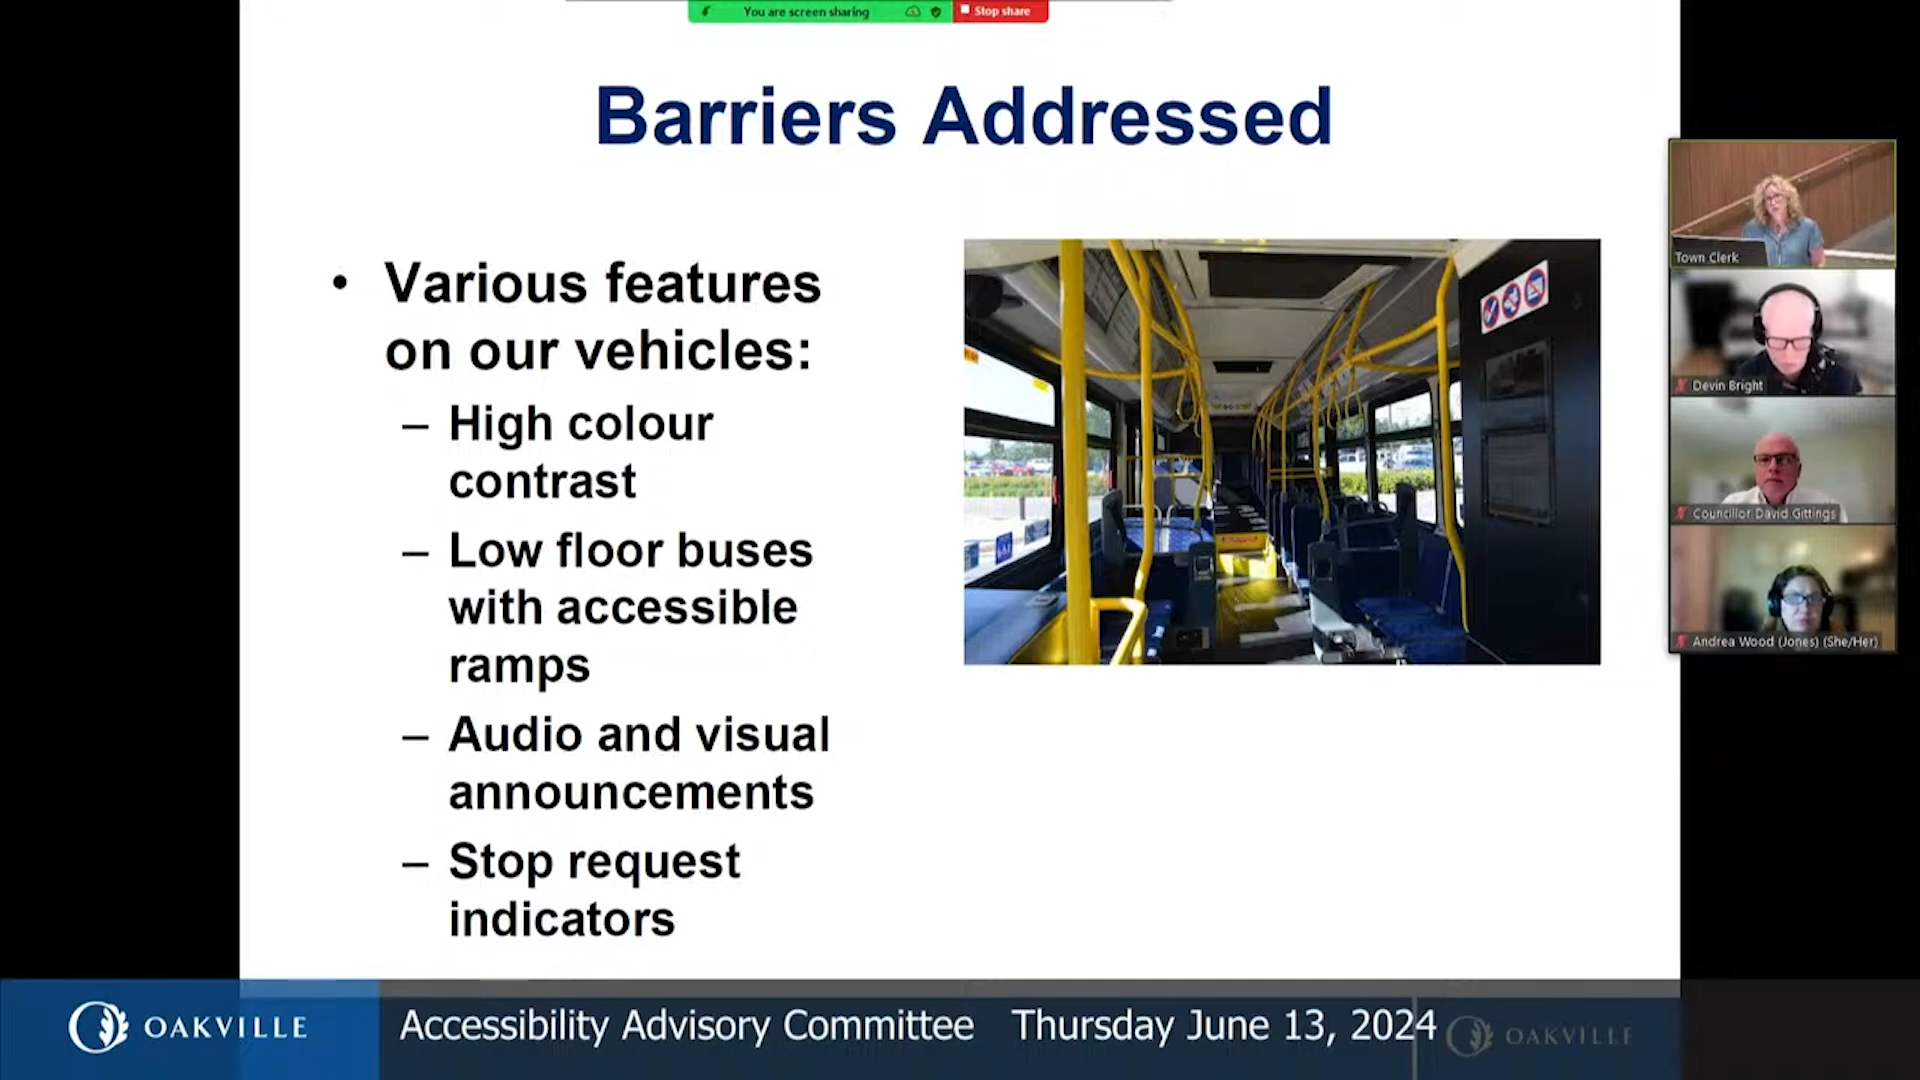 You are screen sharing
Stop share
Barriers Addressed
• Various features
on our vehicles:
– High colour
contrast
– Low floor buses
with accessible
ramps
– Audio and visual
announcements
– Stop request
indicators
Town Clerk
Devin Bright
Councillor David Gittings
Andrea Wood (Jones) (She/Her)
OAKVILLE
Accessibility Advisory Committee Thursday June 13, 2024
OAKVILLE